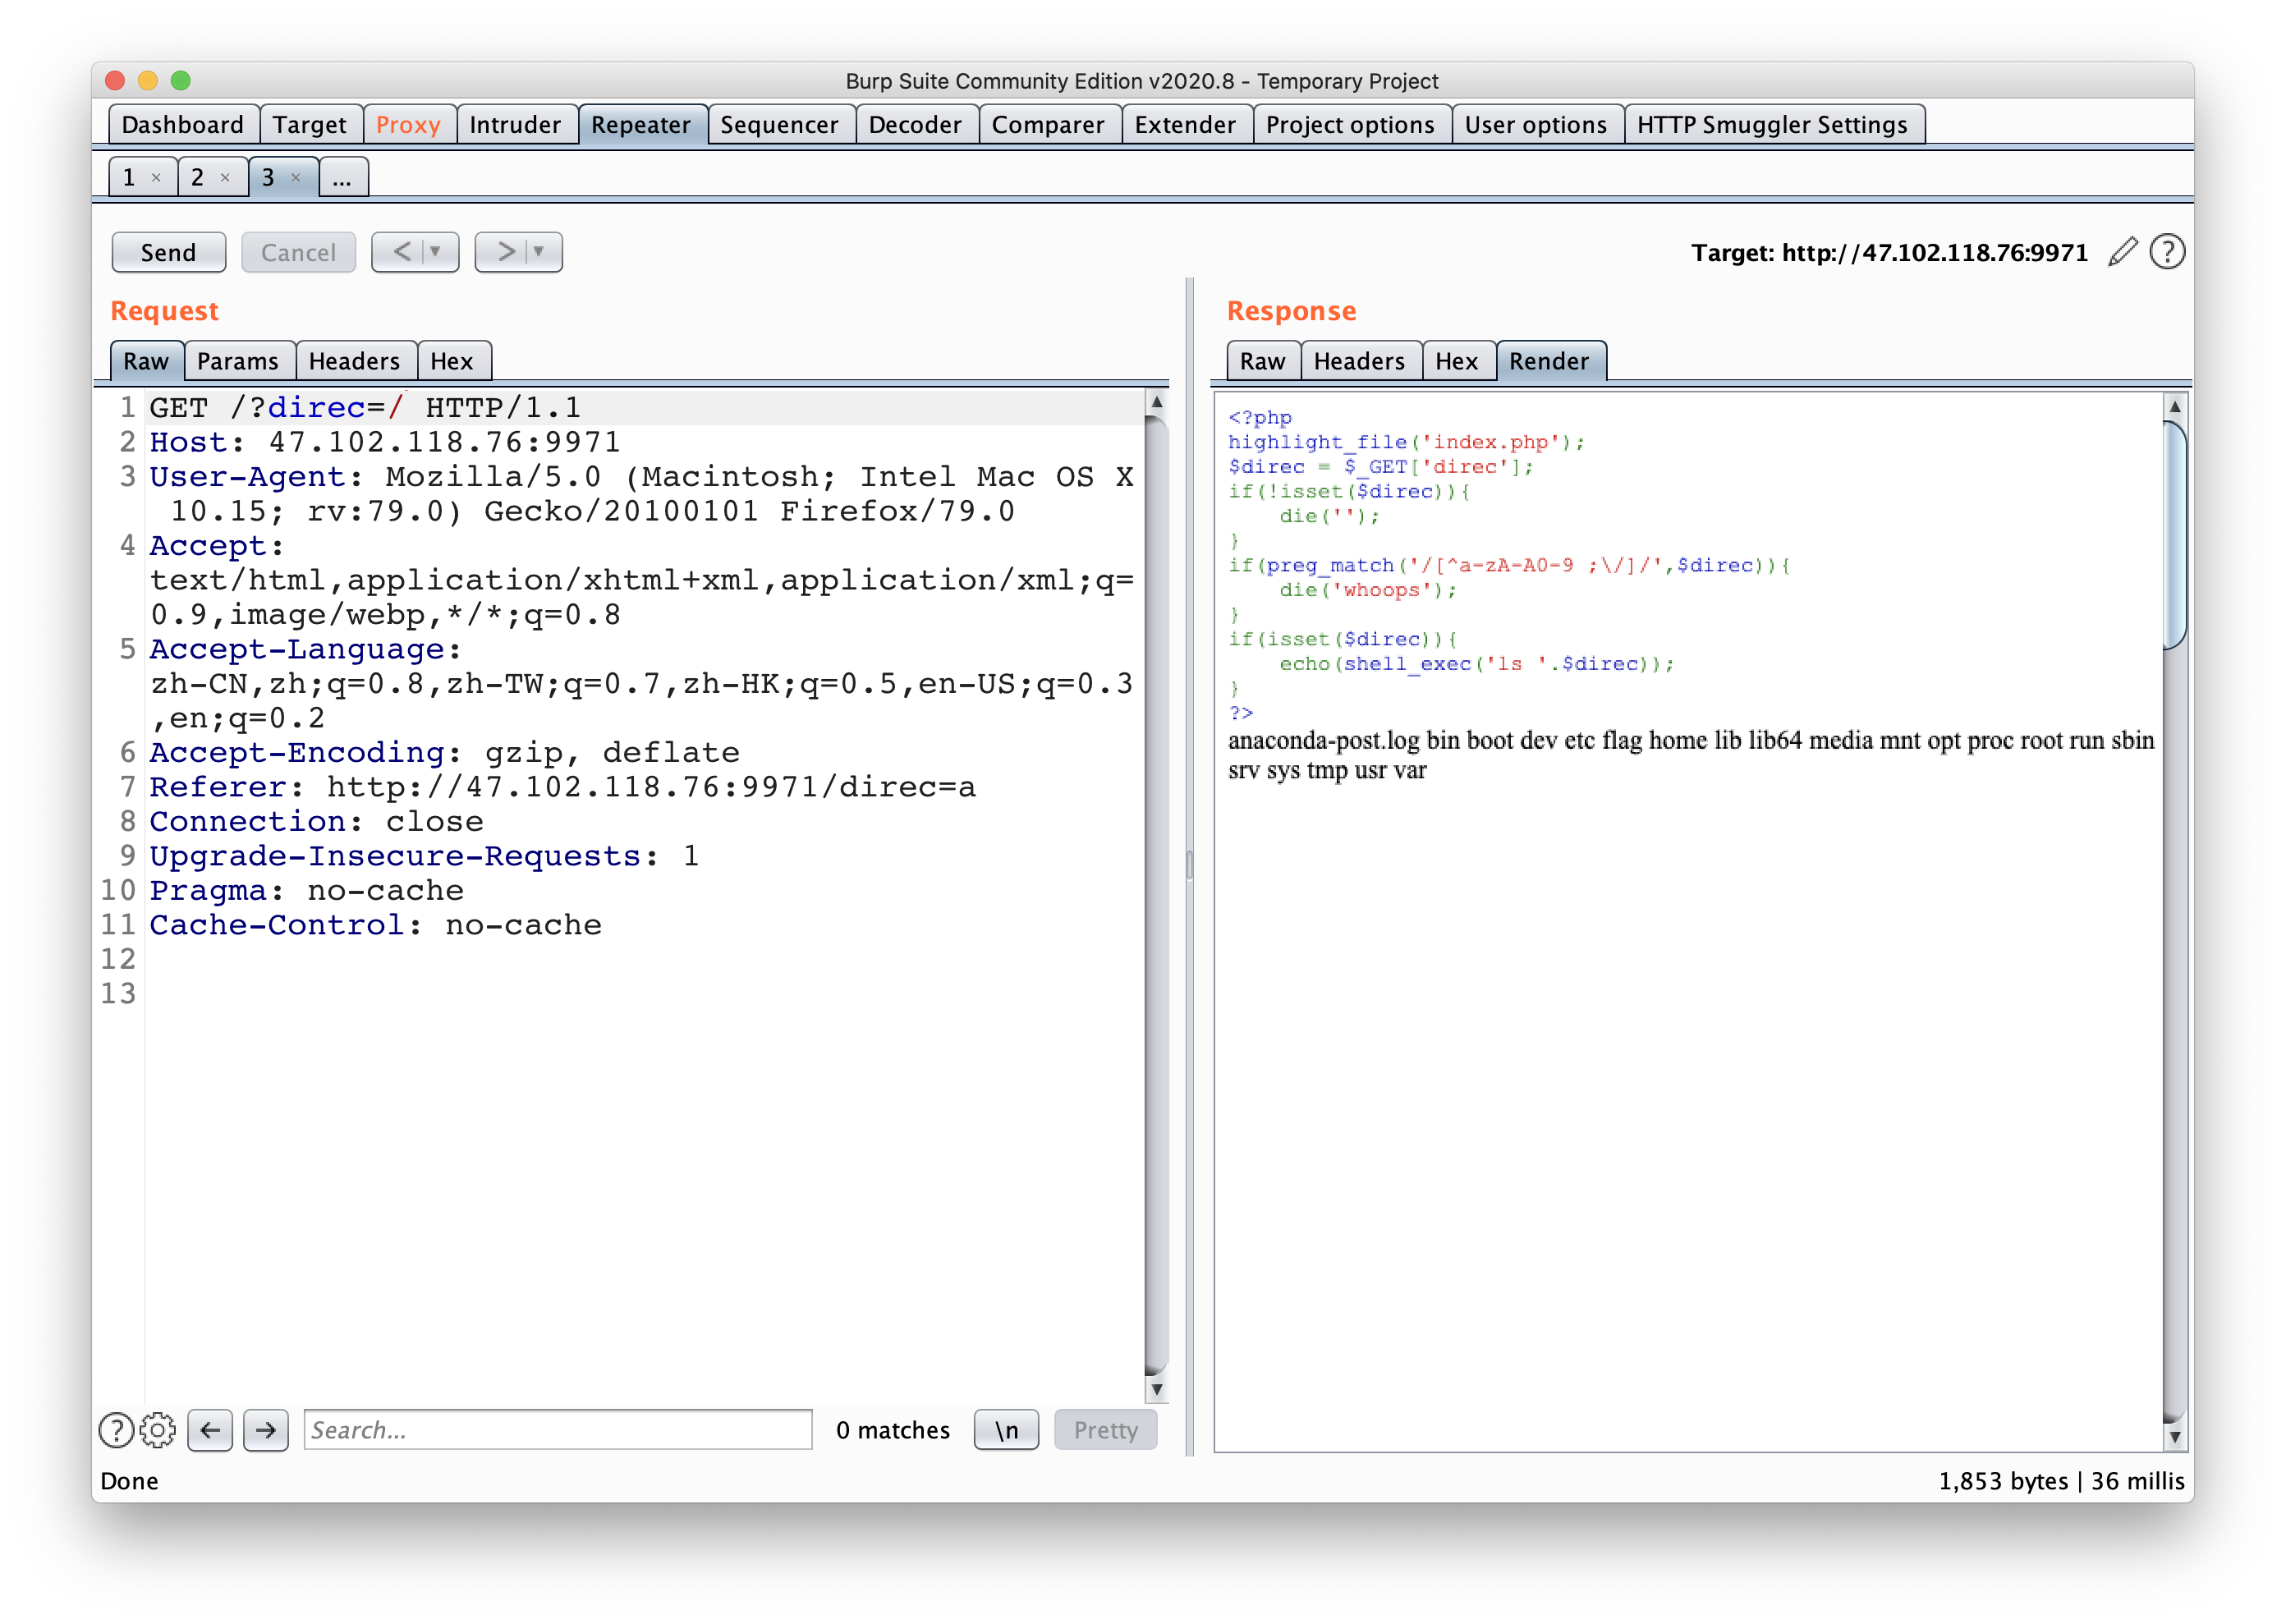 Burp Suite Community Edition v2020.8 - Temporary Project
Dashboard Target Proxy Intruder Repeater Sequencer Decoder Comparer Extender Project options User options HTTP Smuggler Settings
1 × 2 × 3 × ...
Send Cancel < > Target: http://47.102.118.76:9971 ?
Request
Raw Params Headers Hex
1 GET /?direc=/ HTTP/1.1
2 Host: 47.102.118.76:9971
3 User-Agent: Mozilla/5.0 (Macintosh; Intel Mac OS X
10.15; rv:79.0) Gecko/20100101 Firefox/79.0
4 Accept:
text/html,application/xhtml+xml,application/xml;q=
0.9,image/webp,*/*;q=0.8
5 Accept-Language:
zh-CN,zh;q=0.8,zh-TW;q=0.7,zh-HK;q=0.5,en-US;q=0.3
,en;q=0.2
6 Accept-Encoding: gzip, deflate
7 Referer: http://47.102.118.76:9971/direc=a
8 Connection: close
9 Upgrade-Insecure-Requests: 1
10 Pragma: no-cache
11 Cache-Control: no-cache
12
13
? ← → Search... 0 matches \n Pretty
Response
Raw Headers Hex Render
<?php
highlight_file('index.php');
$direc = $_GET['direc'];
if(!isset($direc)){
die('');
}
if(preg_match('/[^a-zA-A0-9 ;\/]/',$direc)){
die('whoops');
}
if(isset($direc)){
echo(shell_exec('ls '.$direc));
}
?>
anaconda-post.log bin boot dev etc flag home lib lib64 media mnt opt proc root run sbin
srv sys tmp usr var
Done 1,853 bytes | 36 millis